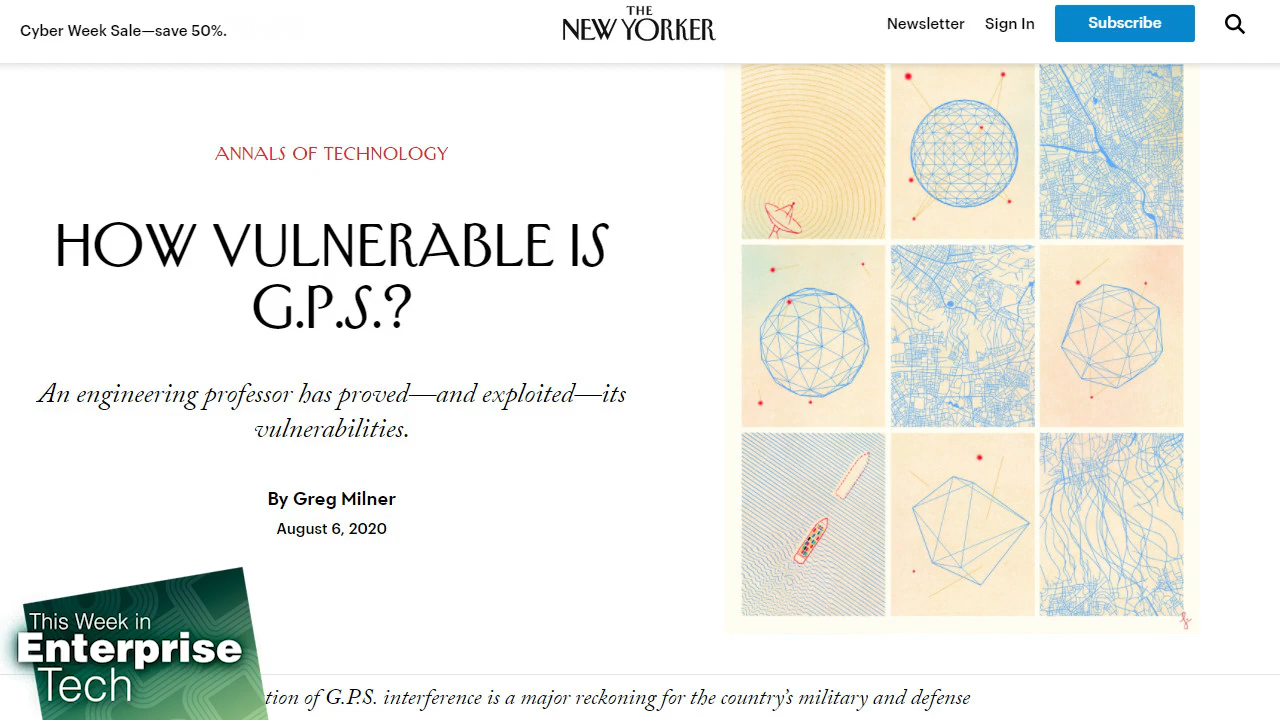 Cyber Week Sale—save 50%.
THE
NEW YORKER
Newsletter
Sign In
Subscribe
ANNALS OF TECHNOLOGY
HOW VULNERABLE IS
G.P.S.?
An engineering professor has proved—and exploited—its
vulnerabilities.
By Greg Milner
August 6, 2020
This Week in
Enterprise
Tech
tion of G.P.S. interference is a major reckoning for the country's military and defense